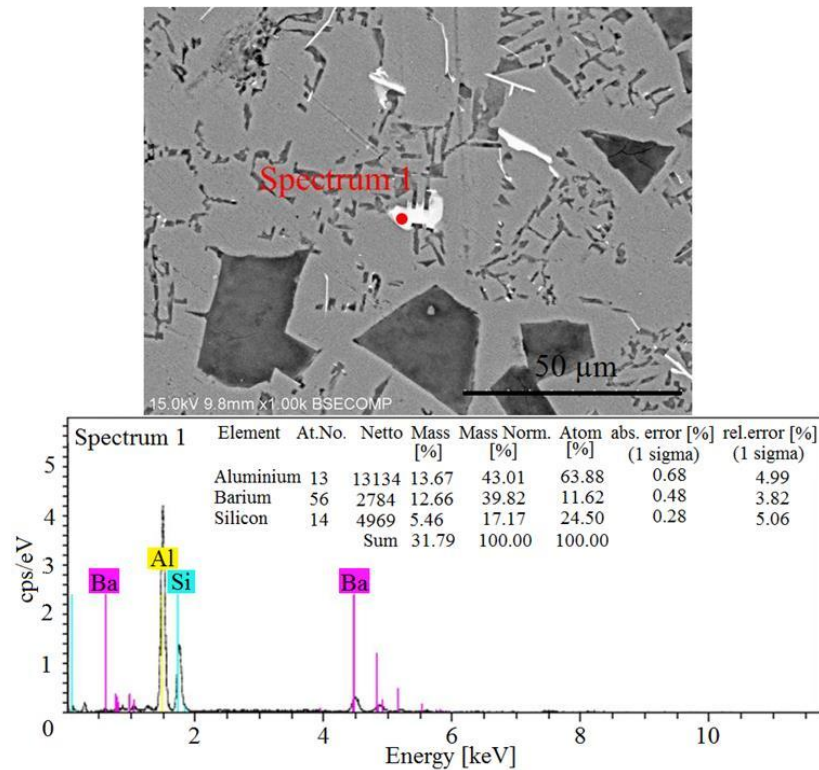 Spectrum 1
50 µm
15.0kV 9.8mm x1.00k BSECOMP
Spectrum 1
Element At.No. Netto Mass [%] Mass Norm. [%] Atom [%] abs. error [%] (1 sigma) rel.error [%] (1 sigma)
Aluminium 13 13134 13.67 43.01 63.88 0.68 4.99
Barium 56 2784 12.66 39.82 11.62 0.48 3.82
Silicon 14 4969 5.46 17.17 24.50 0.28 5.06
Sum 31.79 100.00 100.00
cps/eV
5
4
3
2
1
0
Ba
Al
Si
Ba
2 4 6 8 10
Energy [keV]